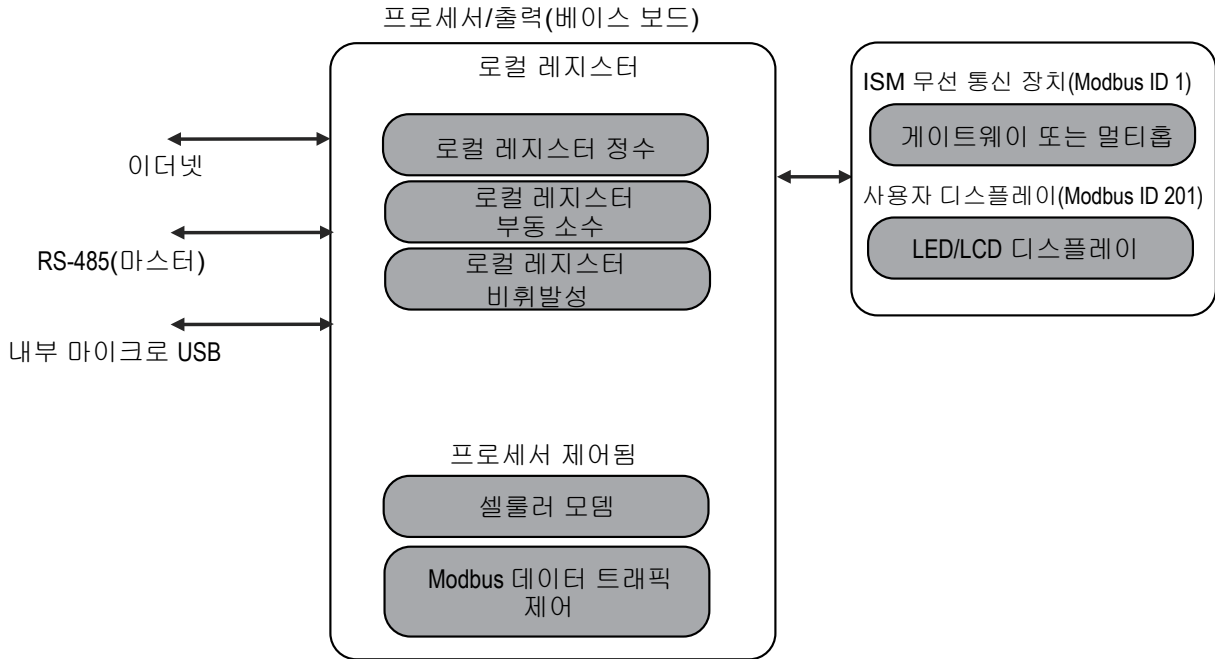 프로세서/출력(베이스 보드)
로컬 레지스터
로컬 레지스터 정수
로컬 레지스터
부동 소수
로컬 레지스터
비휘발성
프로세서 제어됨
셀룰러 모뎀
Modbus 데이터 트래픽
제어
이더넷
RS-485(마스터)
내부 마이크로 USB
ISM 무선 통신 장치(Modbus ID 1)
게이트웨이 또는 멀티홉
사용자 디스플레이(Modbus ID 201)
LED/LCD 디스플레이